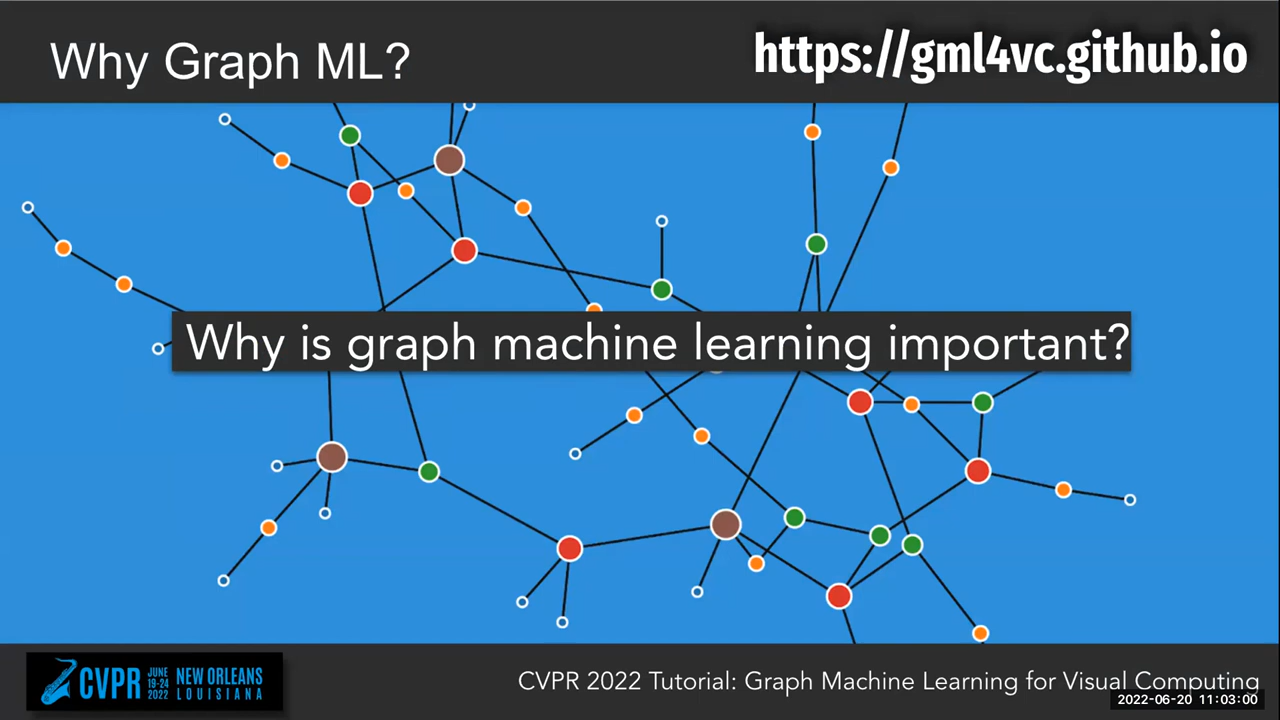 Why Graph ML?
https://gml4vc.github.io
Why is graph machine learning important?
CVPR
JUNE
19-24
2022
NEW ORLEANS
LOUISIANA
CVPR 2022 Tutorial: Graph Machine Learning for Visual Computing
2022-06-20 11:03:00